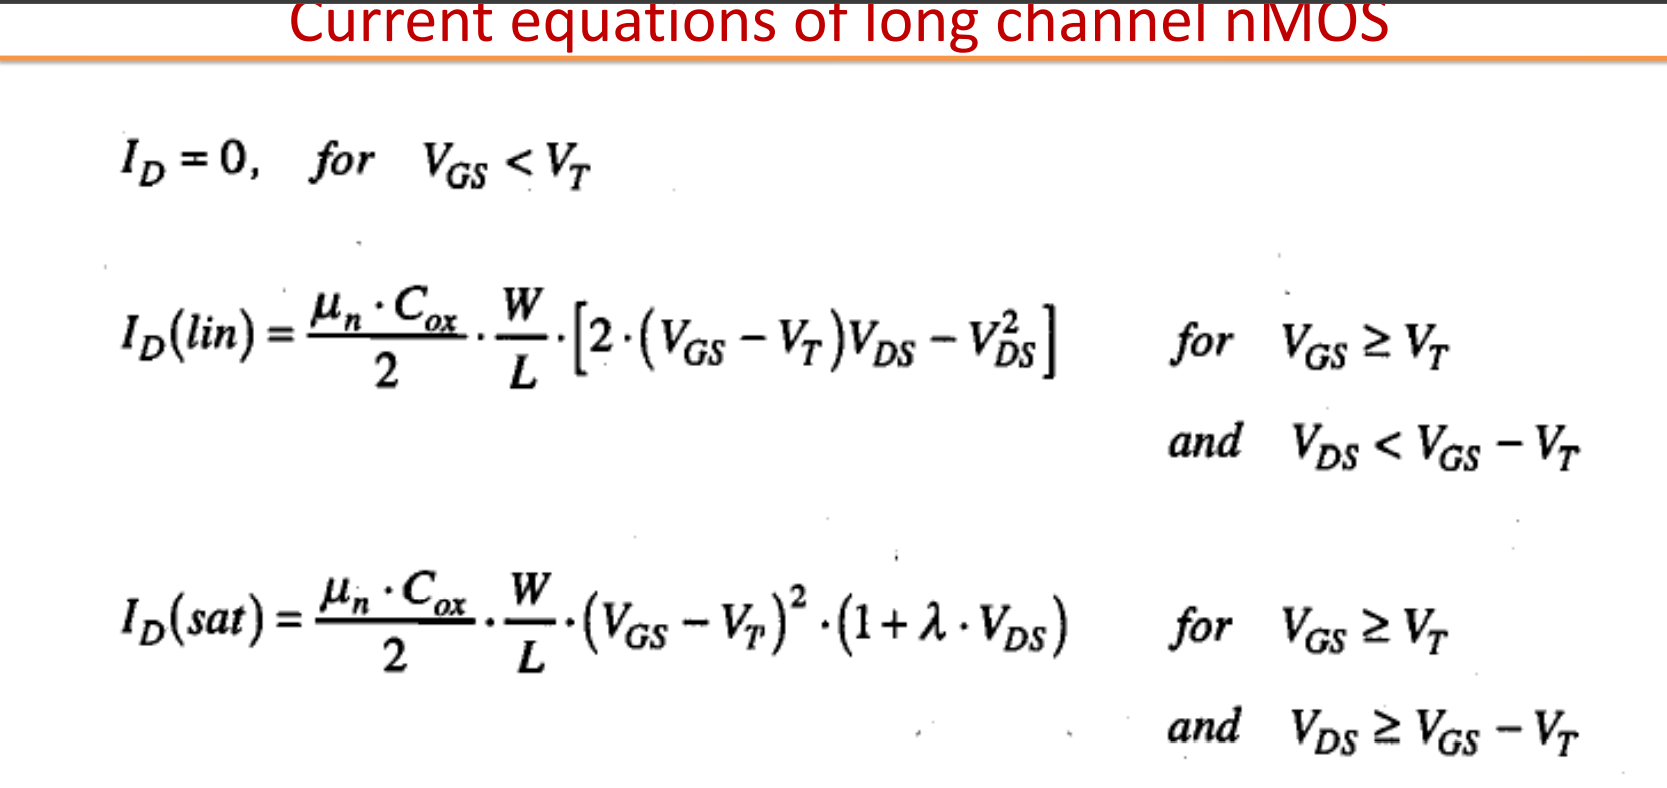 Current equations of long channel nMOS
I_D = 0, for V_GS < V_T
I_D(lin) = μ_n · C_ox / 2 · W / L · [2 · (V_GS − V_T)V_DS − V_DS^2] for V_GS ≥ V_T
and V_DS < V_GS − V_T
I_D(sat) = μ_n · C_ox / 2 · W / L · (V_GS − V_T)^2 · (1 + λ · V_DS) for V_GS ≥ V_T
and V_DS ≥ V_GS − V_T